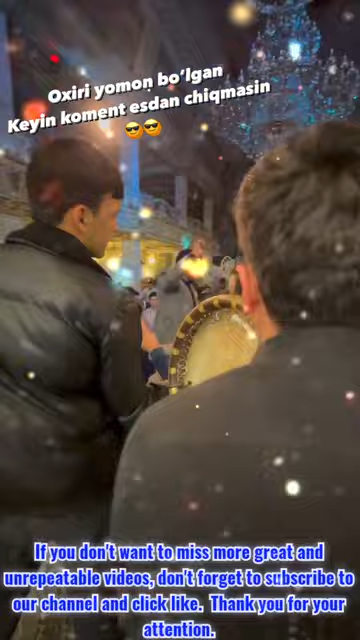 Oxiri yomon bo‘lgan
Keyin koment esdan chiqmasin
😎😎
If you don't want to miss more great and
unrepeatable videos, don't forget to subscribe to
our channel and click like. Thank you for your
attention.